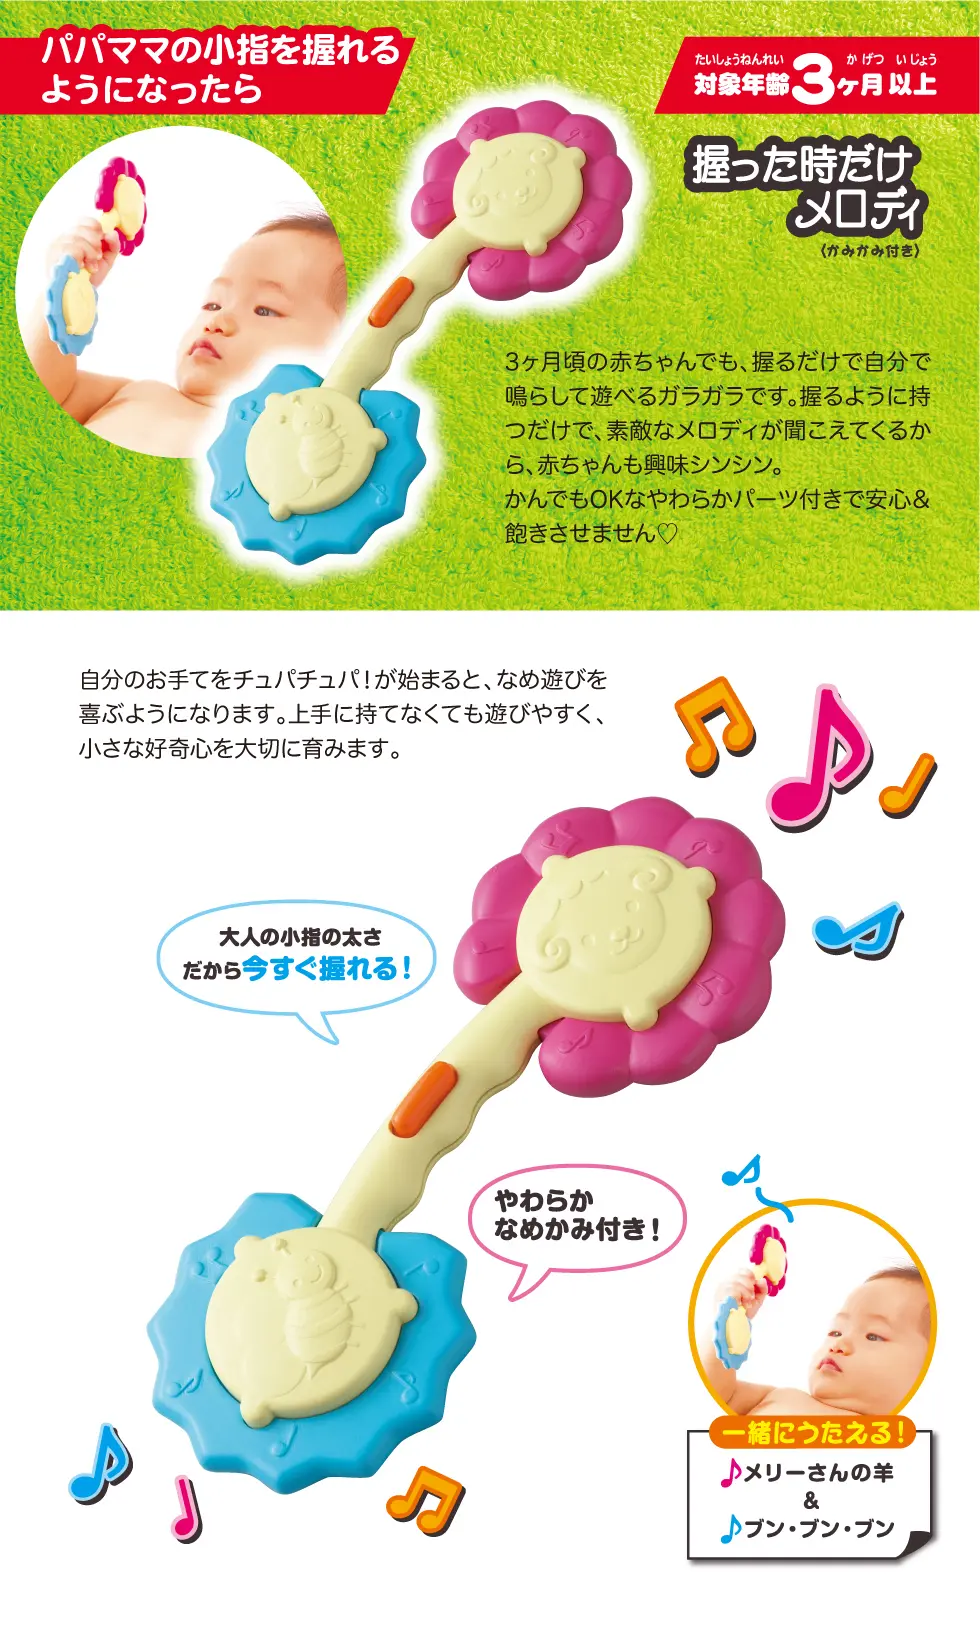 パパママの小指を握れる
ようになったら
たいしょうねんれい かげつ いじょう
対象年齢3ヶ月以上
握った時だけ
メロディ
〈かみかみ付き〉
3ヶ月頃の赤ちゃんでも、握るだけで自分で
鳴らして遊べるガラガラです。握るように持
つだけで、素敵なメロディが聞こえてくるか
ら、赤ちゃんも興味シンシン。
かんでもOKなやわらかパーツ付きで安心＆
飽きさせません♡
自分のお手てをチュパチュパ！が始まると、なめ遊びを
喜ぶようになります。上手に持てなくても遊びやすく、
小さな好奇心を大切に育みます。
大人の小指の太さ
だから今すぐ握れる！
やわらか
なめかみ付き！
一緒にうたえる！
♪メリーさんの羊
&
♪ブン・ブン・ブン